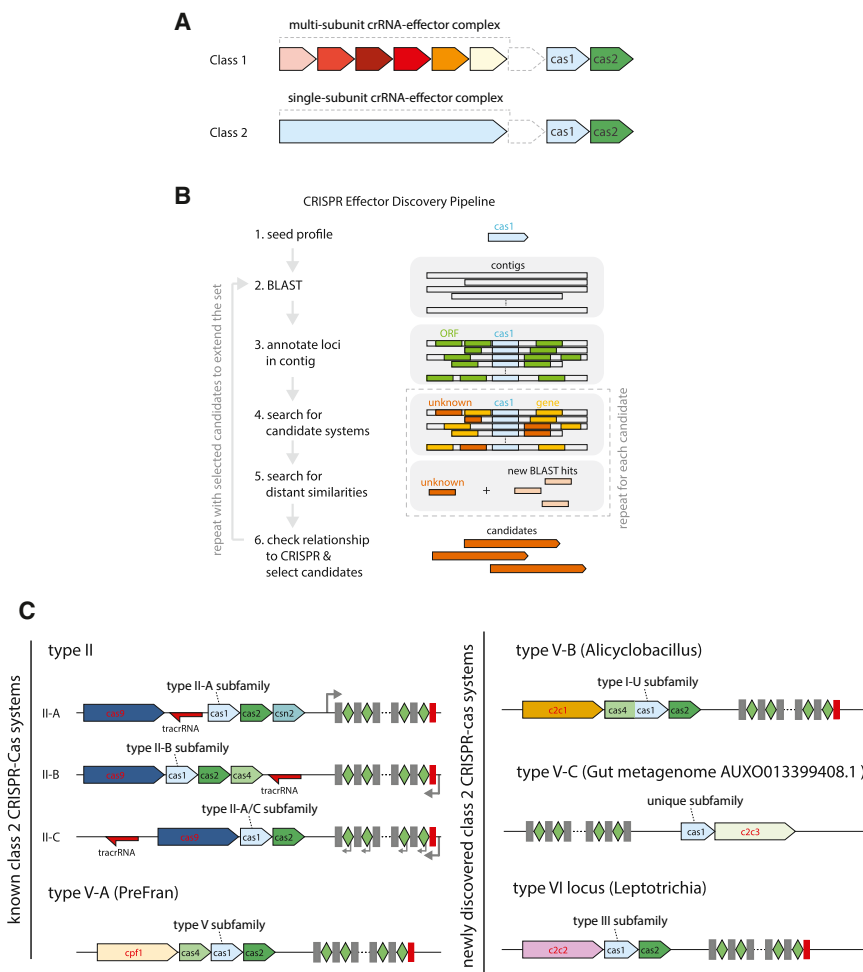 A
multi-subunit crRNA-effector complex
Class 1
cas1
cas2
single-subunit crRNA-effector complex
Class 2
cas1
cas2
B
CRISPR Effector Discovery Pipeline
1. seed profile
cas1
2. BLAST
contigs
3. annotate loci
in contig
ORF
cas1
4. search for
candidate systems
unknown
cas1
gene
5. search for
distant similarities
unknown
+
new BLAST hits
6. check relationship
to CRISPR &
select candidates
candidates
repeat with selected candidates to extend the set
repeat for each candidate
C
known class 2 CRISPR-Cas systems
type II
type II-A subfamily
II-A
cas9
tracrRNA
cas1
cas2
csn2
type II-B subfamily
II-B
cas9
cas1
cas2
cas4
tracrRNA
type II-A/C subfamily
II-C
tracrRNA
cas9
cas1
cas2
type V-A (PreFran)
type V subfamily
cpf1
cas4
cas1
cas2
newly discovered class 2 CRISPR-cas systems
type V-B (Alicyclobacillus)
type I-U subfamily
c2c1
cas4
cas1
cas2
type V-C (Gut metagenome AUXO013399408.1 )
unique subfamily
cas1
c2c3
type VI locus (Leptotrichia)
type III subfamily
c2c2
cas1
cas2